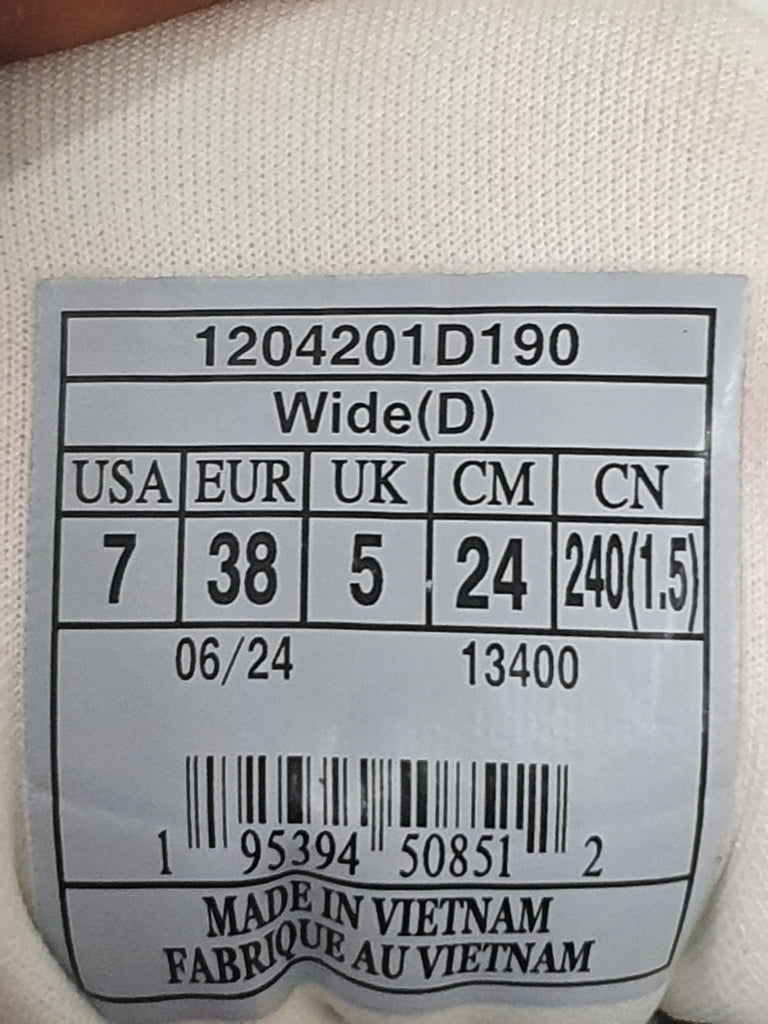 1204201D190
Wide(D)
USA EUR UK CM CN
7 38 5 24 240(1.5)
06/24 13400
1 95394 50851 2
MADE IN VIETNAM
FABRIQUE AU VIETNAM